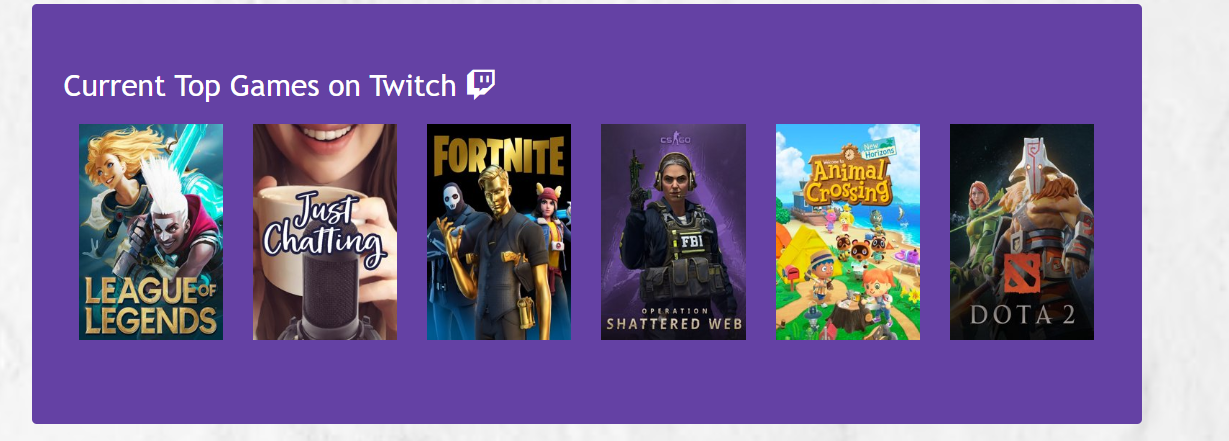 Current Top Games on Twitch
LEAGUE OF
LEGENDS
Just
Chatting
FORTNITE
CS GO
FBI
OPERATION
SHATTERED WEB
Welcome to
New
Horizons
Animal
Crossing
DOTA 2